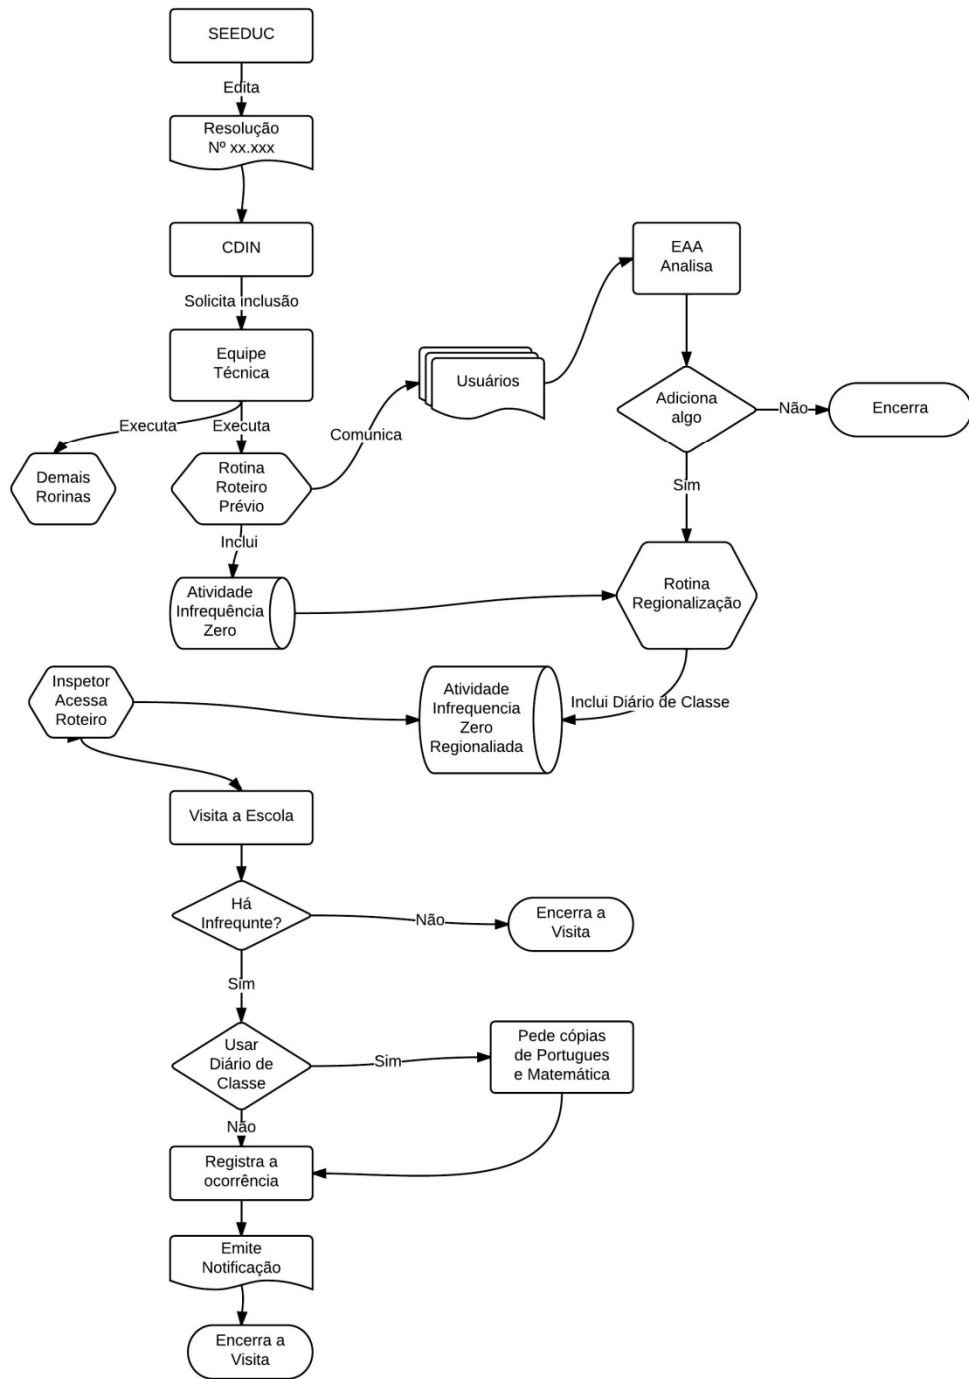 SEEDUC
Edita
Resolução
Nº xx.xxx
CDIN
Solicita inclusão
Equipe
Técnica
Executa
Executa
Demais
Rorinas
Rotina
Roteiro
Prévio
Comunica
Usuários
EAA
Analisa
Adiciona
algo
Não
Encerra
Sim
Inclui
Atividade
Infrequência
Zero
Rotina
Regionalização
Inclui Diário de Classe
Atividade
Infrequencia
Zero
Regionaliada
Inspetor
Acessa
Roteiro
Visita a Escola
Há
Infrequnte?
Não
Encerra a
Visita
Sim
Usar
Diário de
Classe
Sim
Pede cópias
de Portugues
e Matemática
Não
Registra a
ocorrência
Emite
Notificação
Encerra a
Visita